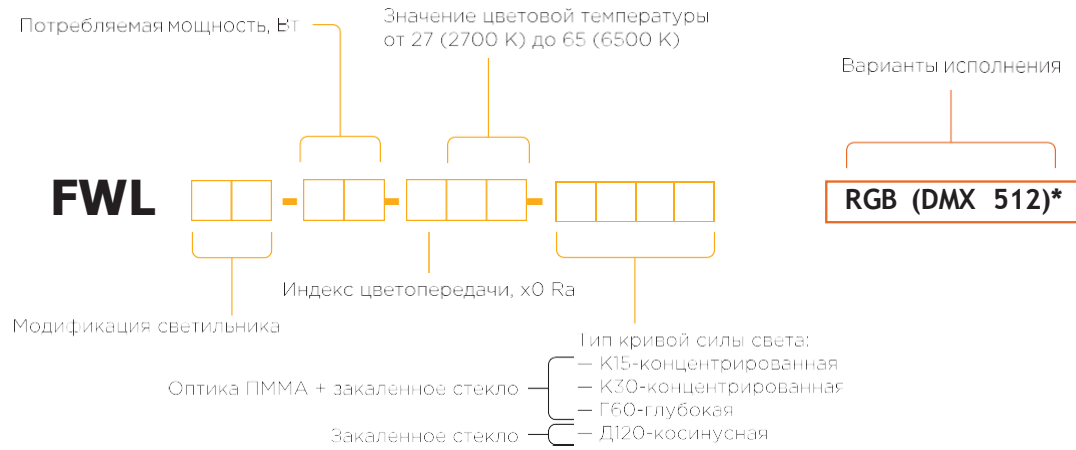 Потребляемая мощность, Вт
Значение цветовой температуры
от 27 (2700 К) до 65 (6500 К)
Варианты исполнения
FWL - - -
RGB (DMX 512)*
Индекс цветопередачи, х0 Ra
Модификация светильника
Тип кривой силы света:
— К15-концентрированная
Оптика ПММА + закаленное стекло — К30-концентрированная
— Г60-глубокая
Закаленное стекло — Д120-косинусная